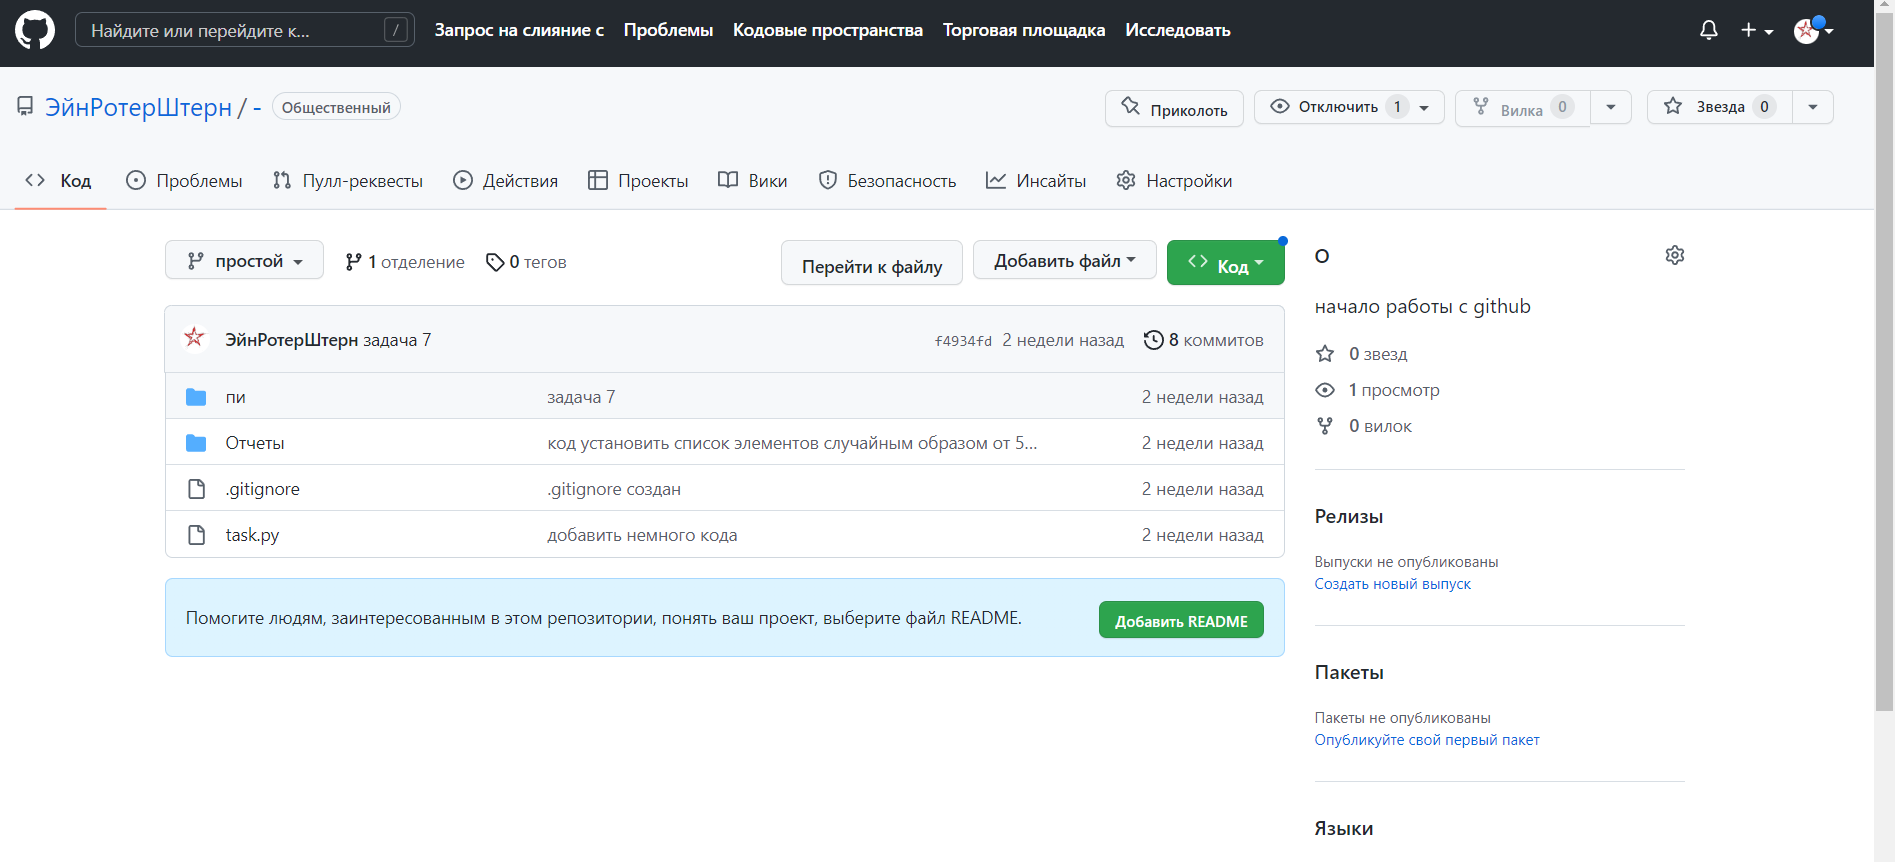 Найдите или перейдите к... / Запрос на слияние с Проблемы Кодовые пространства Торговая площадка Исследовать
ЭйнРотерШтерн / - Общественный Приколоть Отключить 1 Вилка 0 Звезда 0
Код Проблемы Пулл-реквесты Действия Проекты Вики Безопасность Инсайты Настройки
простой 1 отделение 0 тегов Перейти к файлу Добавить файл Код
ЭйнРотерШтерн задача 7 f4934fd 2 недели назад 8 коммитов
пи задача 7 2 недели назад
Отчеты код установить список элементов случайным образом от 5... 2 недели назад
.gitignore .gitignore создан 2 недели назад
task.py добавить немного кода 2 недели назад
Помогите людям, заинтересованным в этом репозитории, понять ваш проект, выберите файл README. Добавить README
О
начало работы с github
0 звезд
1 просмотр
0 вилок
Релизы
Выпуски не опубликованы
Создать новый выпуск
Пакеты
Пакеты не опубликованы
Опубликуйте свой первый пакет
Языки